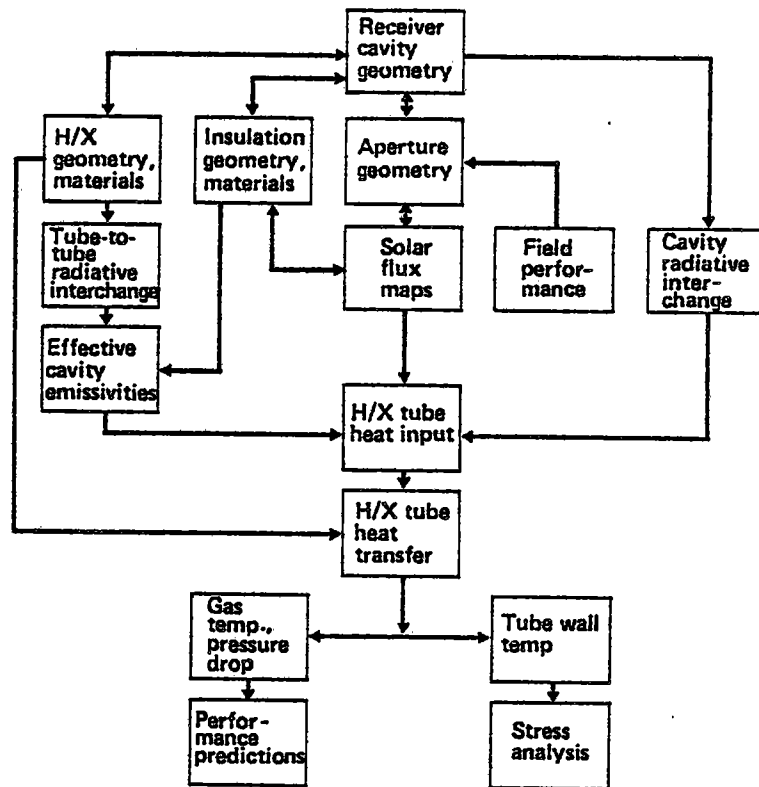 Receiver
cavity
geometry
H/X
geometry,
materials
Insulation
geometry,
materials
Aperture
geometry
Tube-to-
tube
radiative
interchange
Solar
flux
maps
Field
perfor-
mance
Cavity
radiative
inter-
change
Effective
cavity
emissivities
H/X tube
heat input
H/X tube
heat
transfer
Gas
temp.,
pressure
drop
Tube wall
temp
Perfor-
mance
predictions
Stress
analysis